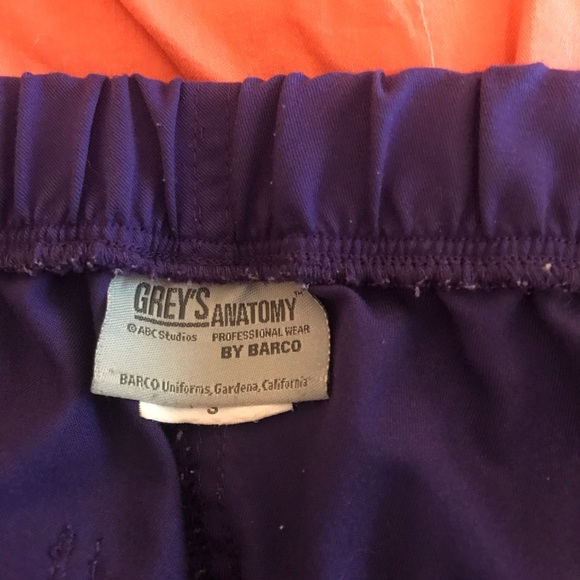 GREY'S ANATOMY™
© ABC Studios PROFESSIONAL WEAR
BY BARCO
BARCO Uniforms, Gardena, California
S